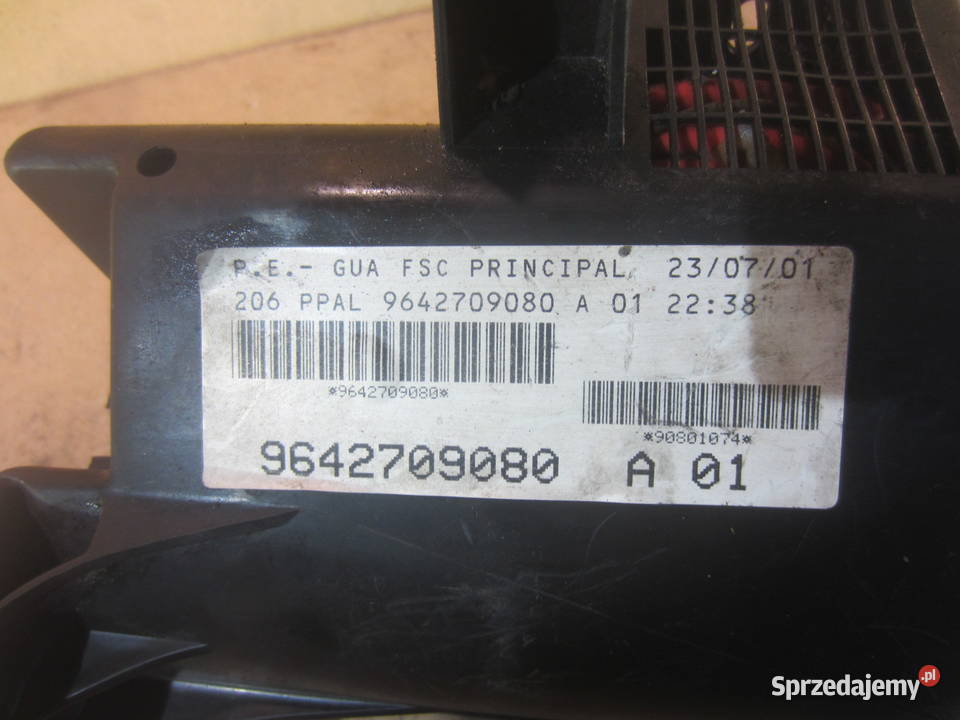 P.E.- GUA FSC PRINCIPAL 23/07/01
206 PPAL 9642709080 A 01 22:38
*9642709080*
*90801074*
9642709080 A 01
Sprzedajemy.pl